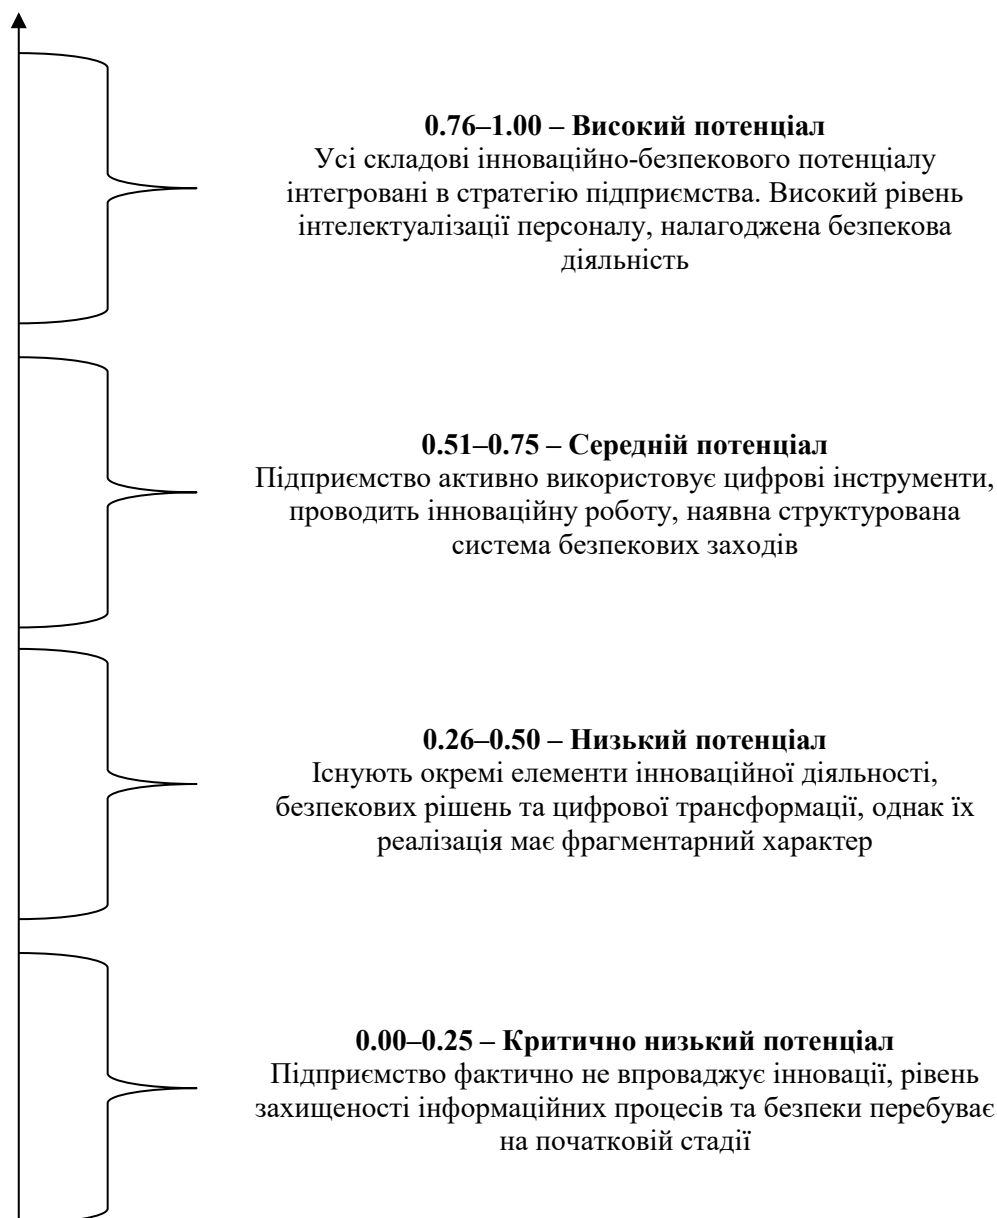 0.76–1.00 – Високий потенціал
Усі складові інноваційно-безпекового потенціалу
інтегровані в стратегію підприємства. Високий рівень
інтелектуалізації персоналу, налагоджена безпекова
діяльність
0.51–0.75 – Середній потенціал
Підприємство активно використовує цифрові інструменти,
проводить інноваційну роботу, наявна структурована
система безпекових заходів
0.26–0.50 – Низький потенціал
Існують окремі елементи інноваційної діяльності,
безпекових рішень та цифрової трансформації, однак їх
реалізація має фрагментарний характер
0.00–0.25 – Критично низький потенціал
Підприємство фактично не впроваджує інновації, рівень
захищеності інформаційних процесів та безпеки перебуває
на початковій стадії